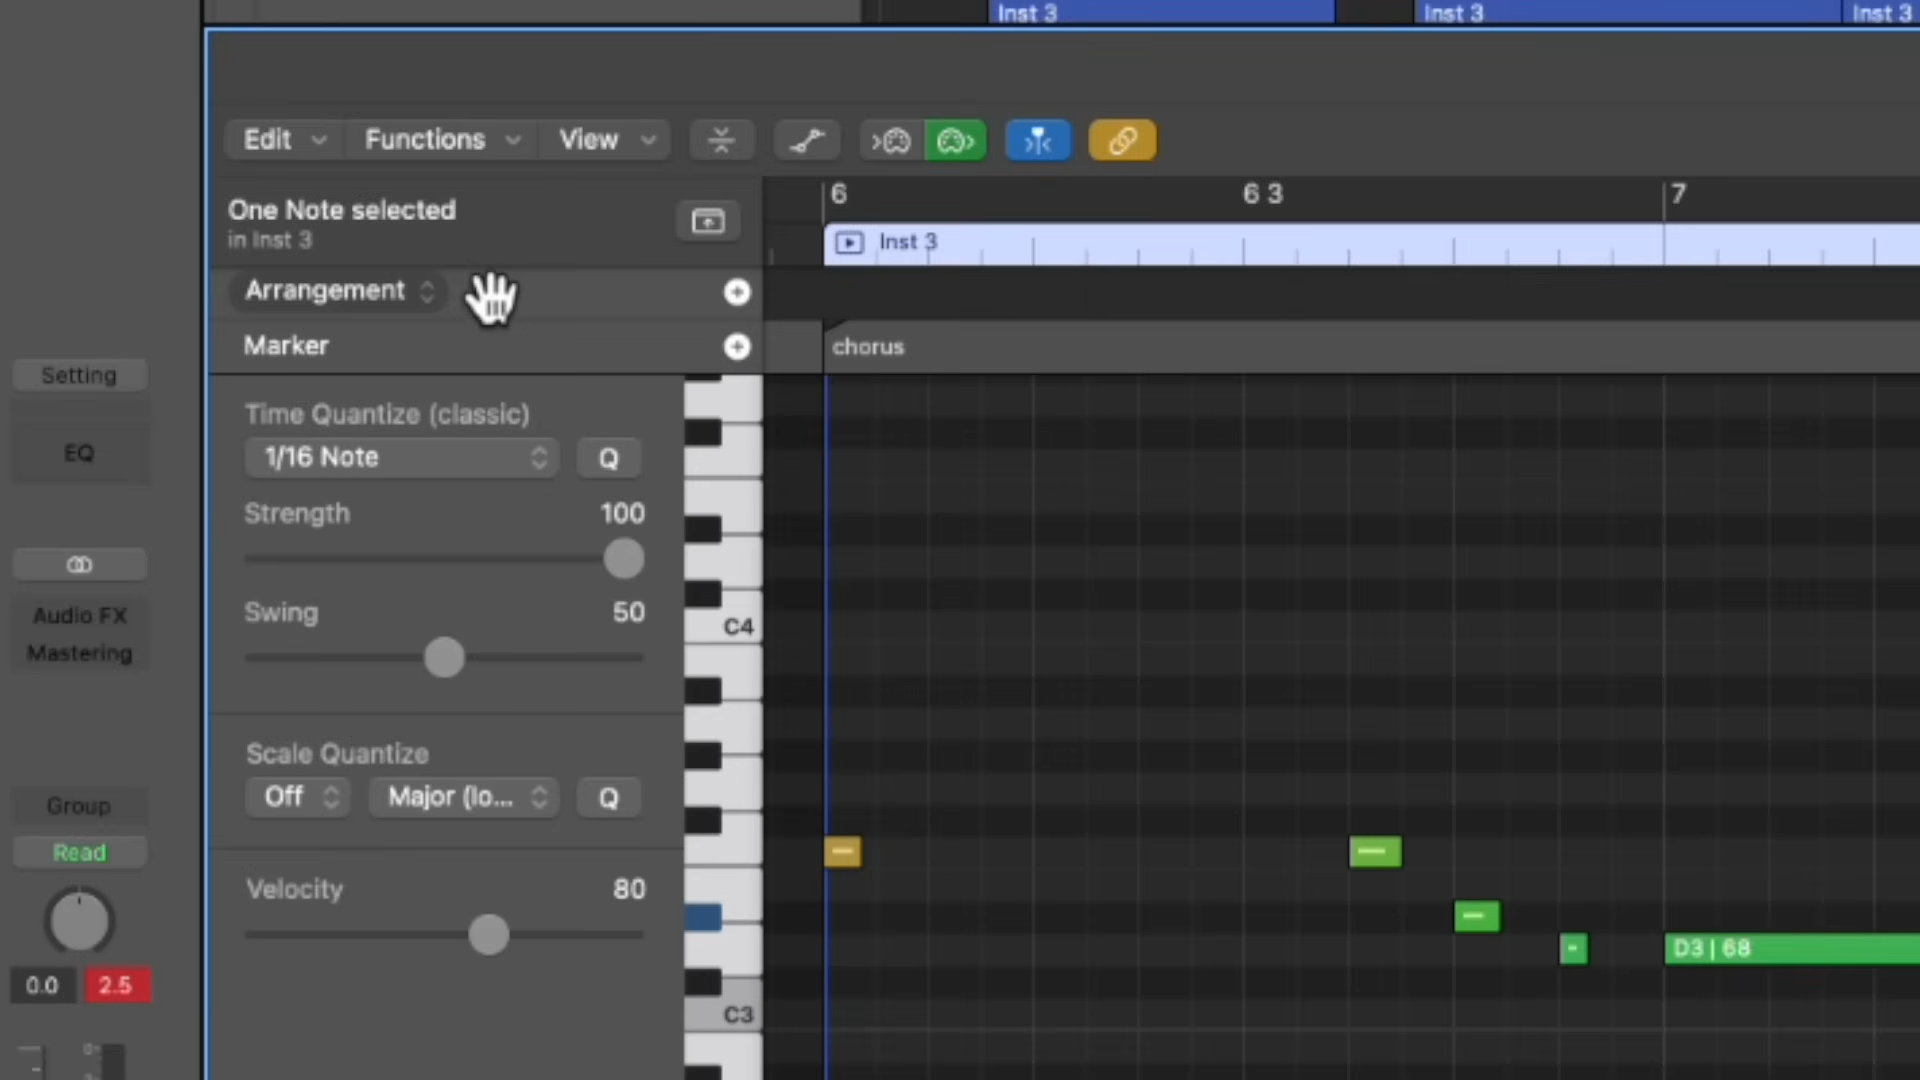 Inst 3
Inst 3
Inst 3
Edit
Functions
View
One Note selected
in Inst 3
6
6 3
7
Inst 3
Arrangement
Marker
chorus
Setting
EQ
Audio FX
Mastering
Group
Read
0.0
2.5
Time Quantize (classic)
1/16 Note
Q
Strength
100
Swing
50
Scale Quantize
Off
Major (lo...
Q
Velocity
80
C4
C3
D3 | 68